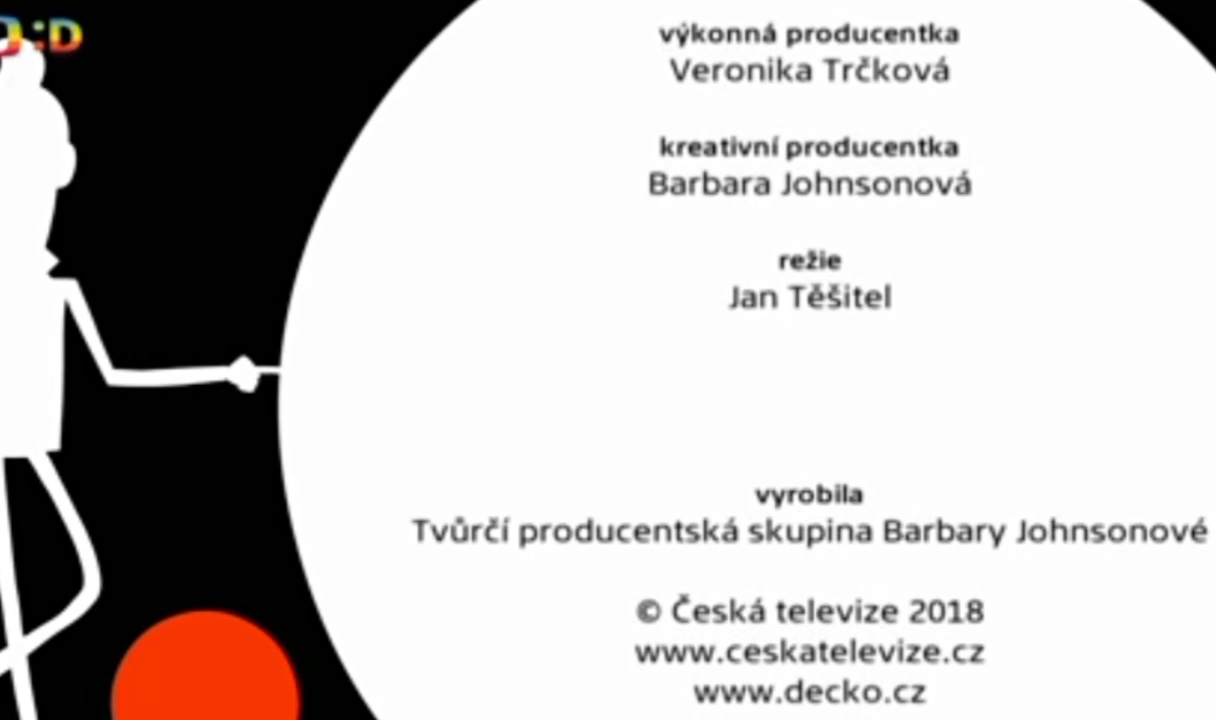 :D
výkonná producentka
Veronika Trčková
kreativní producentka
Barbara Johnsonová
režie
Jan Těšitel
vyrobila
Tvůrčí producentská skupina Barbary Johnsonové
© Česká televize 2018
www.ceskatelevize.cz
www.decko.cz